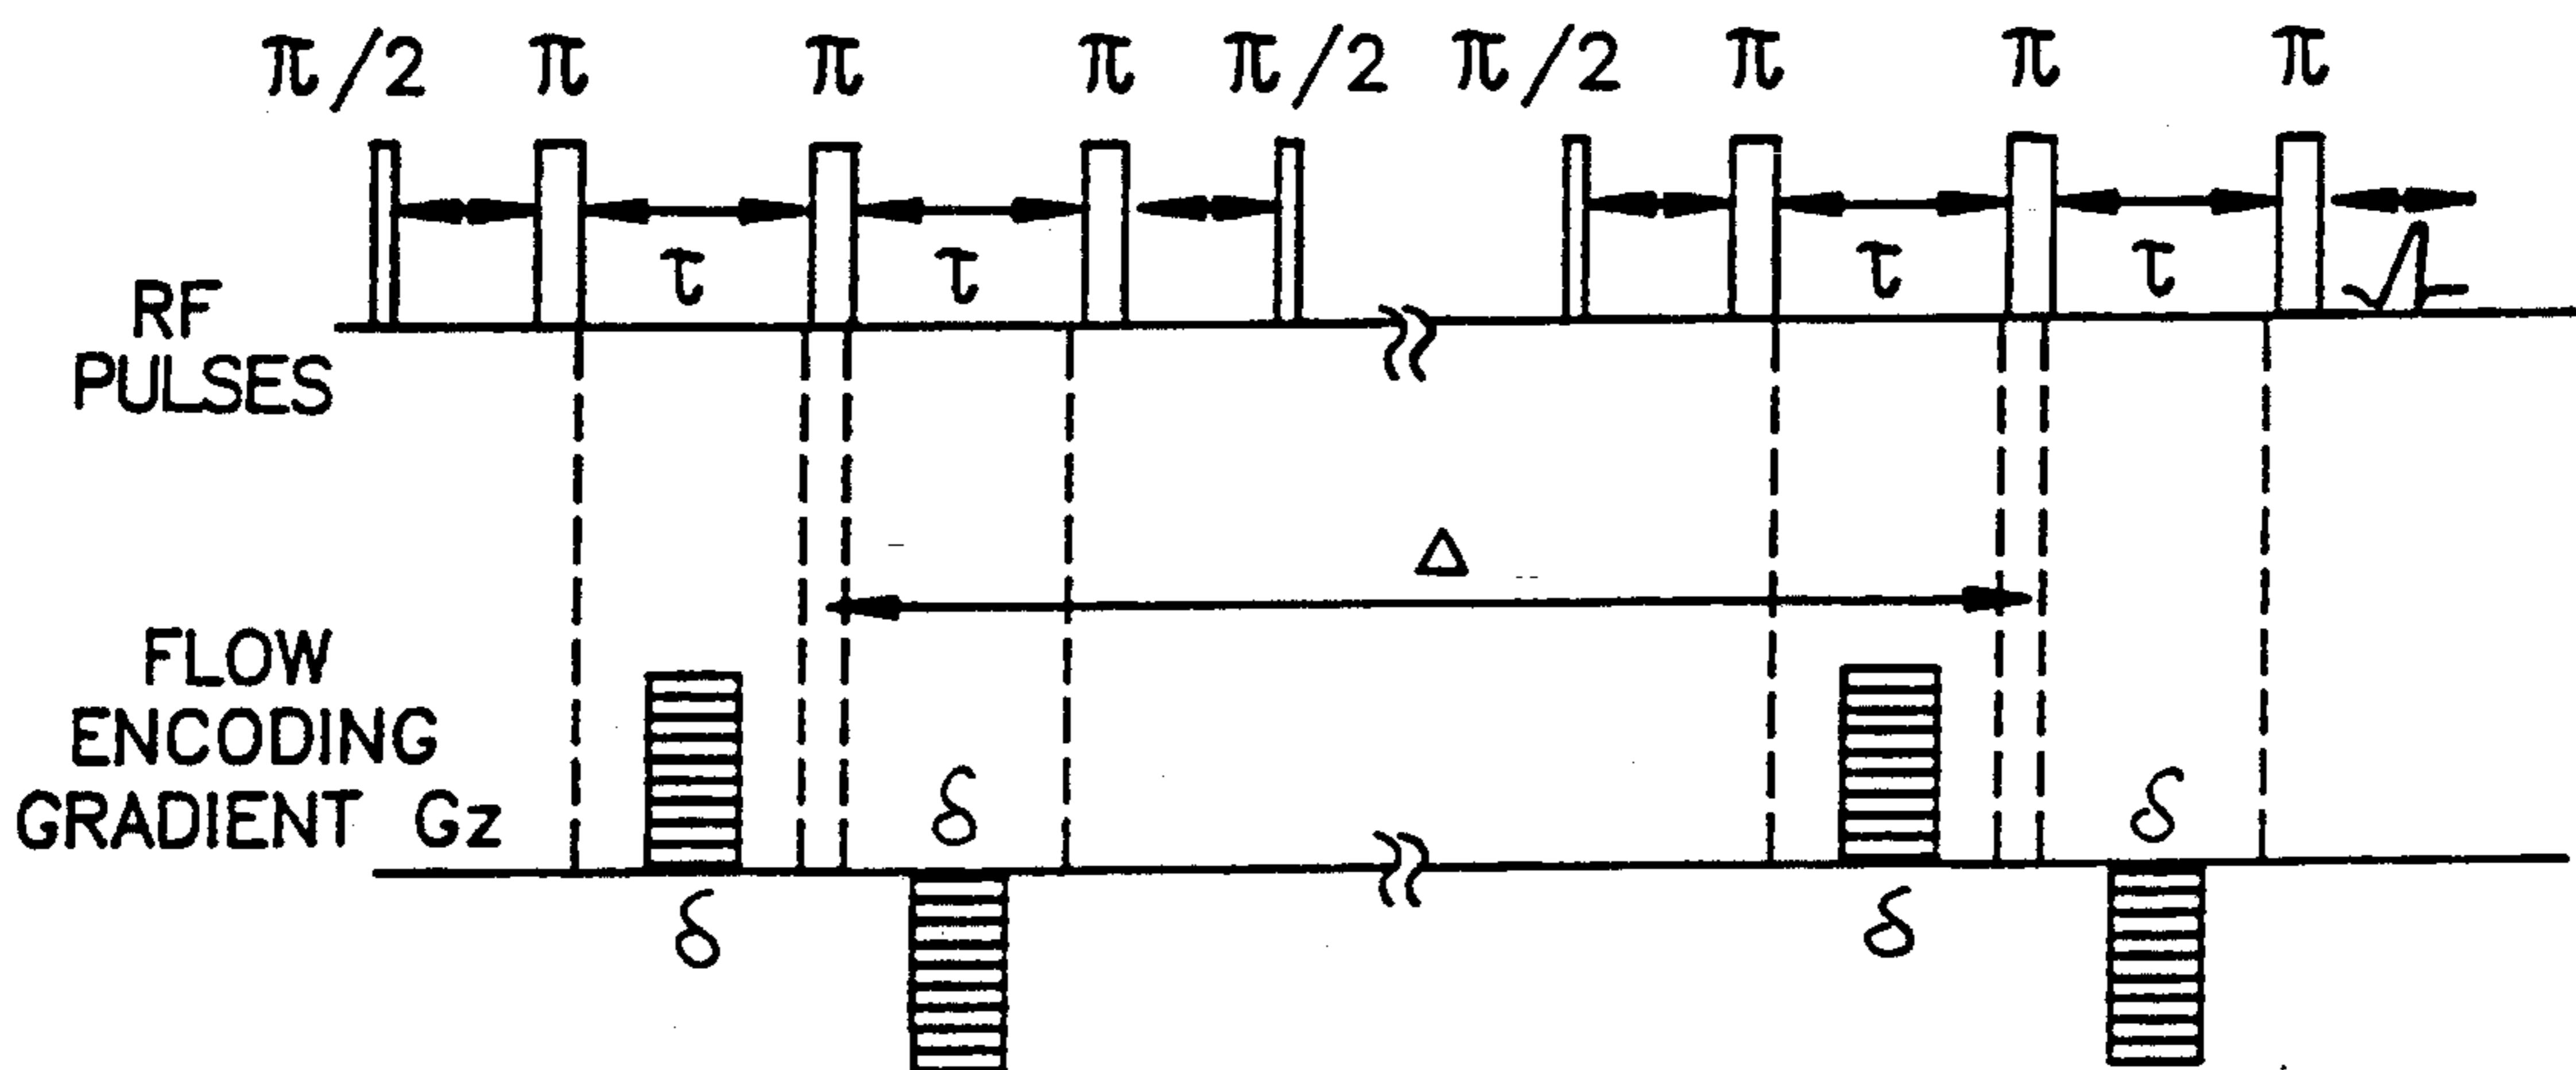 π/2 π π π π/2 π/2 π π π
τ τ τ τ
RF
PULSES
Δ
FLOW
ENCODING
GRADIENT Gz
δ δ
δ δ